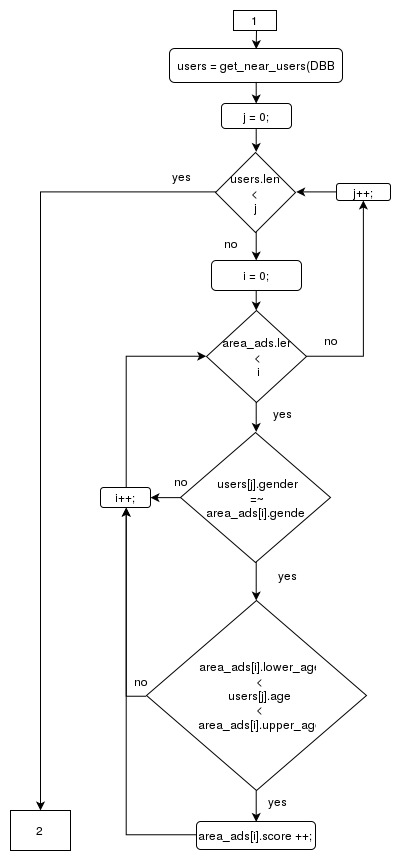 1
users = get_near_users(DBB
j = 0;
yes
users.len
<
j
j++;
no
i = 0;
area_ads.ler
<
i
no
yes
users[j].gender
=~
area_ads[i].gende
no
i++;
yes
area_ads[i].lower_age
<
users[j].age
<
area_ads[i].upper_age
no
yes
2
area_ads[i].score ++;